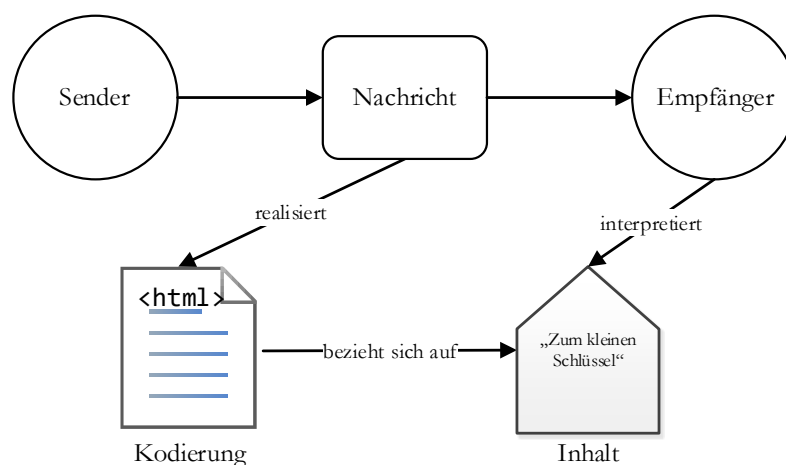 Sender
Nachricht
Empfänger
realisiert
interpretiert
<html>
bezieht sich auf
„Zum kleinen
Schlüssel“
Kodierung
Inhalt